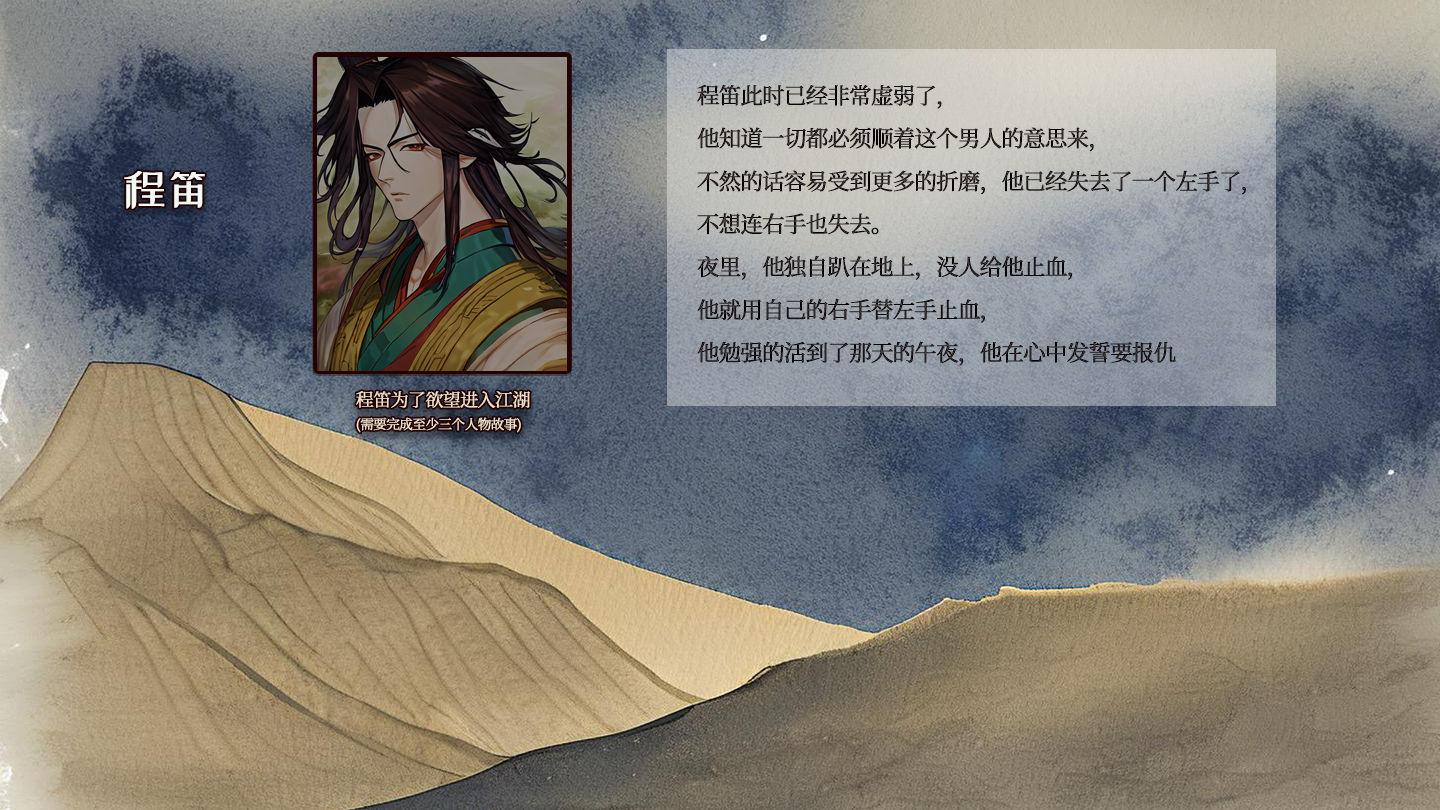 程笛
程笛为了欲望进入江湖
(需要完成至少三个人物故事)
程笛此时已经非常虚弱了，
他知道一切都必须顺着这个男人的意思来，
不然的话容易受到更多的折磨，他已经失去了一个左手了，
不想连右手也失去。
夜里，他独自趴在地上，没人给他止血，
他就用自己的右手替左手止血，
他勉强的活到了那天的午夜，他在心中发誓要报仇